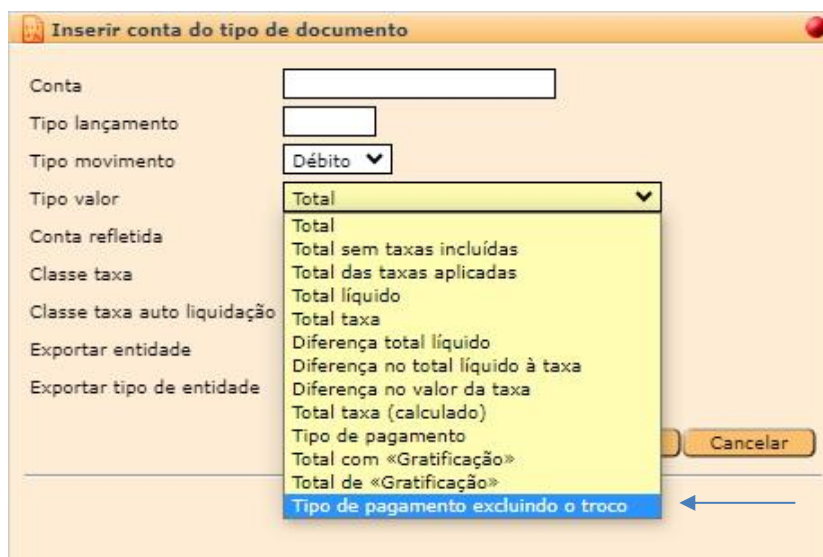 Inserir conta do tipo de documento
Conta
Tipo lançamento
Tipo movimento Débito
Tipo valor Total
Total
Conta refletida Total sem taxas incluídas
Classe taxa Total das taxas aplicadas
Total líquido
Classe taxa auto liquidação Total taxa
Exportar entidade Diferença total líquido
Diferença no total líquido à taxa
Exportar tipo de entidade Diferença no valor da taxa
Total taxa (calculado)
Tipo de pagamento Cancelar
Total com «Gratificação»
Total de «Gratificação»
Tipo de pagamento excluindo o troco